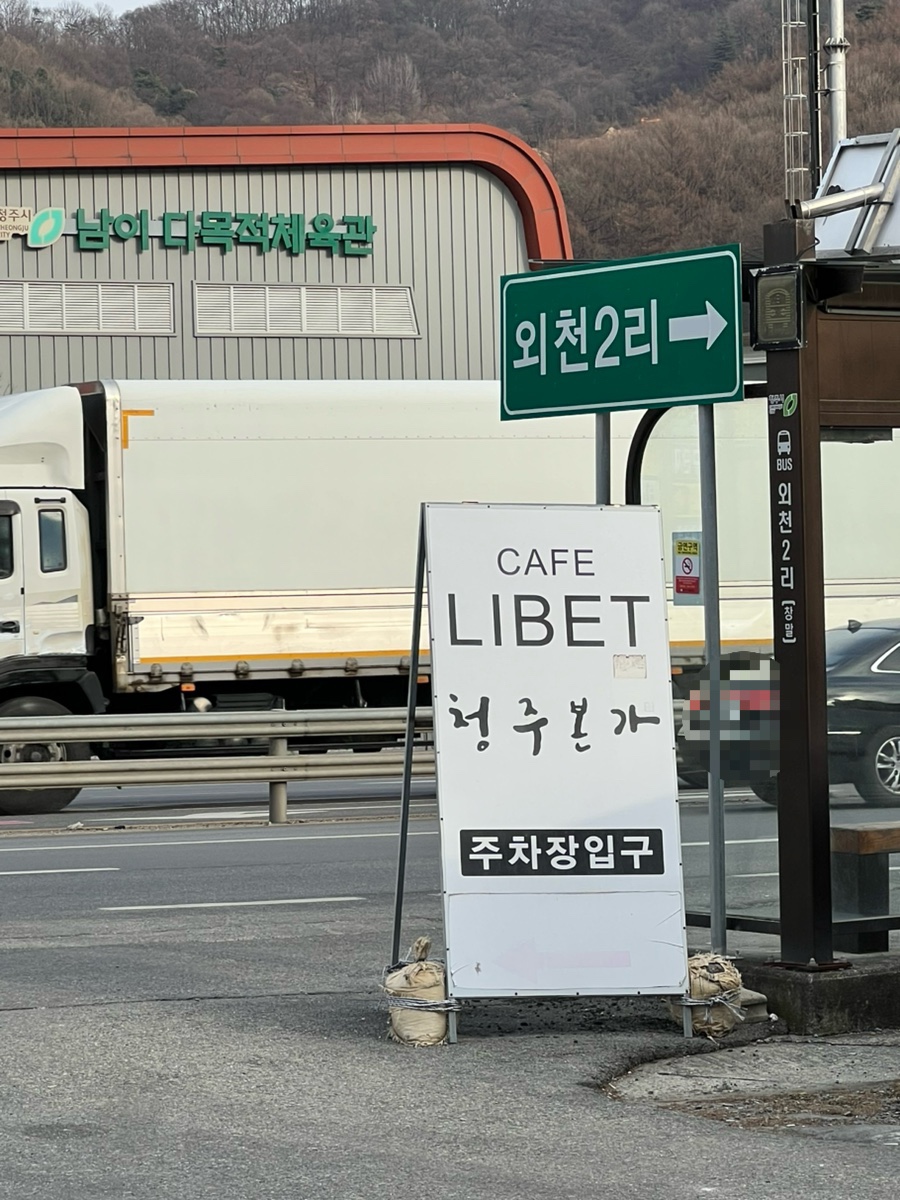 청주시
CHEONGJU
CITY
남이 다목적체육관
외천2리
BUS
외천2리
[창말]
CAFE
LIBET
청주본가
주차장입구